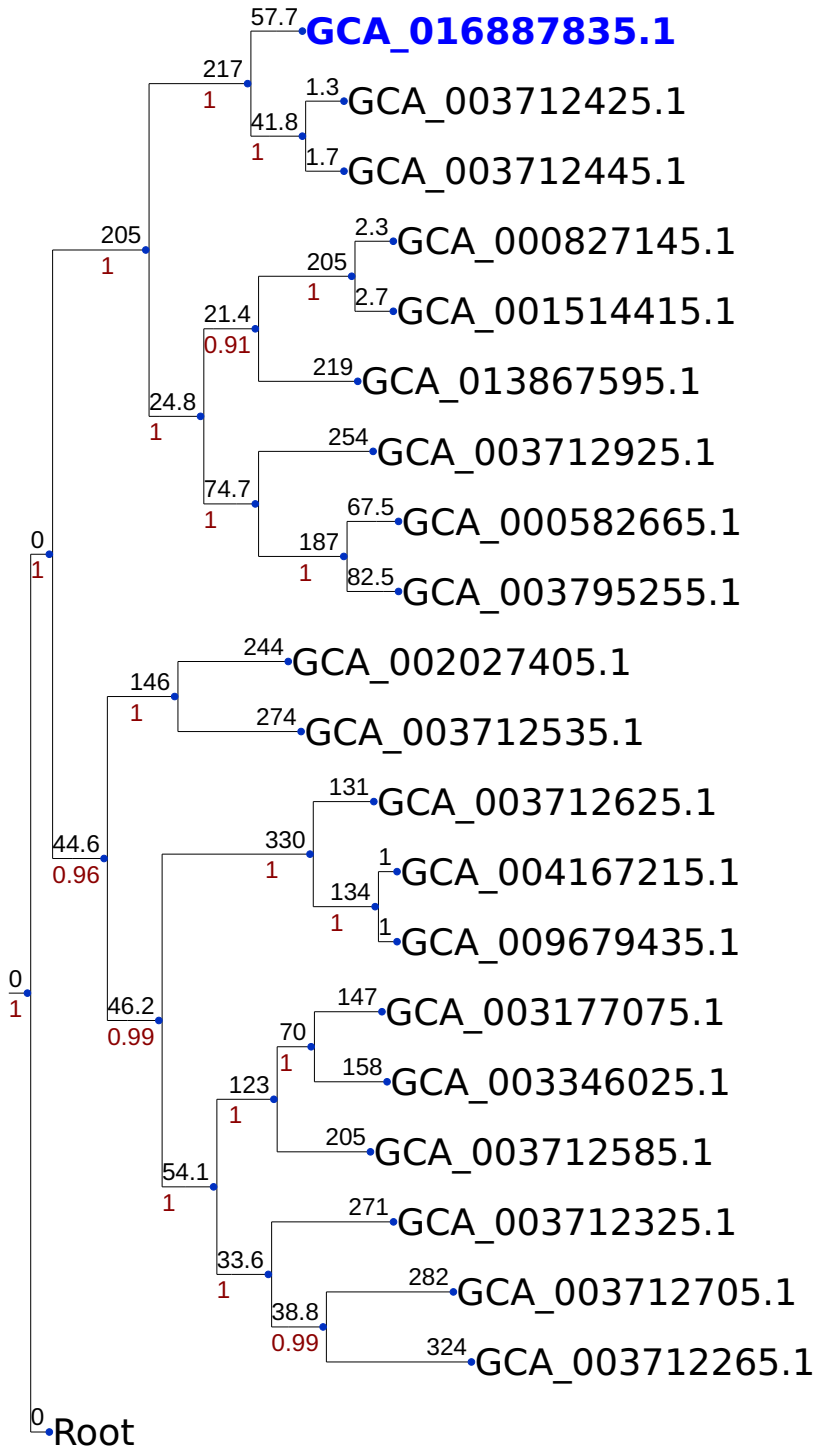 57.7
GCA_016887835.1
217
1
1.3
GCA_003712425.1
41.8
1
1.7
GCA_003712445.1
205
1
2.3
GCA_000827145.1
205
1
2.7
GCA_001514415.1
21.4
0.91
219
GCA_013867595.1
24.8
1
254
GCA_003712925.1
74.7
1
67.5
GCA_000582665.1
187
1
82.5
GCA_003795255.1
0
1
244
GCA_002027405.1
146
1
274
GCA_003712535.1
131
GCA_003712625.1
44.6
0.96
330
1
1
GCA_004167215.1
134
1
1
GCA_009679435.1
0
1
46.2
0.99
147
GCA_003177075.1
70
1
158
GCA_003346025.1
123
1
205
GCA_003712585.1
54.1
1
271
GCA_003712325.1
33.6
1
282
GCA_003712705.1
38.8
0.99
324
GCA_003712265.1
0
Root